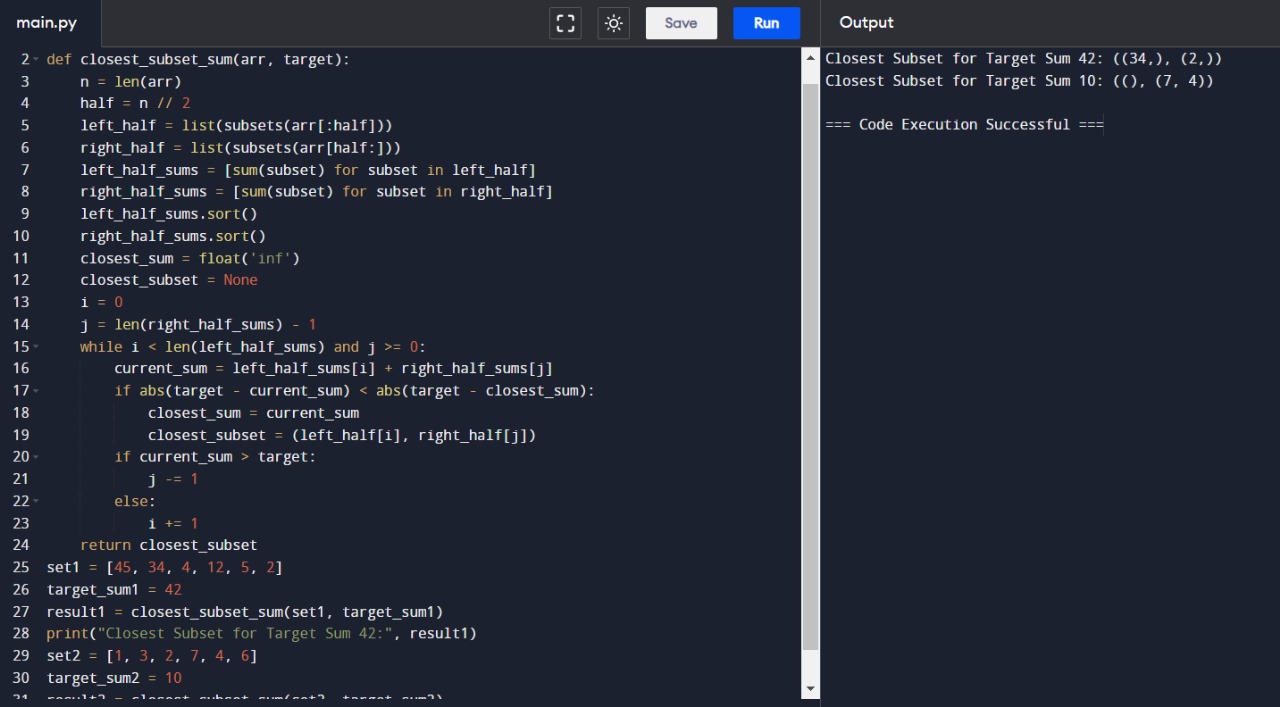 main.py
Save
Run
Output
2 def closest_subset_sum(arr, target):
3     n = len(arr)
4     half = n // 2
5     left_half = list(subsets(arr[:half]))
6     right_half = list(subsets(arr[half:]))
7     left_half_sums = [sum(subset) for subset in left_half]
8     right_half_sums = [sum(subset) for subset in right_half]
9     left_half_sums.sort()
10     right_half_sums.sort()
11     closest_sum = float('inf')
12     closest_subset = None
13     i = 0
14     j = len(right_half_sums) - 1
15     while i < len(left_half_sums) and j >= 0:
16         current_sum = left_half_sums[i] + right_half_sums[j]
17         if abs(target - current_sum) < abs(target - closest_sum):
18             closest_sum = current_sum
19             closest_subset = (left_half[i], right_half[j])
20         if current_sum > target:
21             j -= 1
22         else:
23             i += 1
24     return closest_subset
25 set1 = [45, 34, 4, 12, 5, 2]
26 target_sum1 = 42
27 result1 = closest_subset_sum(set1, target_sum1)
28 print("Closest Subset for Target Sum 42:", result1)
29 set2 = [1, 3, 2, 7, 4, 6]
30 target_sum2 = 10
31 result2 = closest_subset_sum(set2, target_sum2)
Closest Subset for Target Sum 42: ((34,), (2,))
Closest Subset for Target Sum 10: ((), (7, 4))
=== Code Execution Successful ===